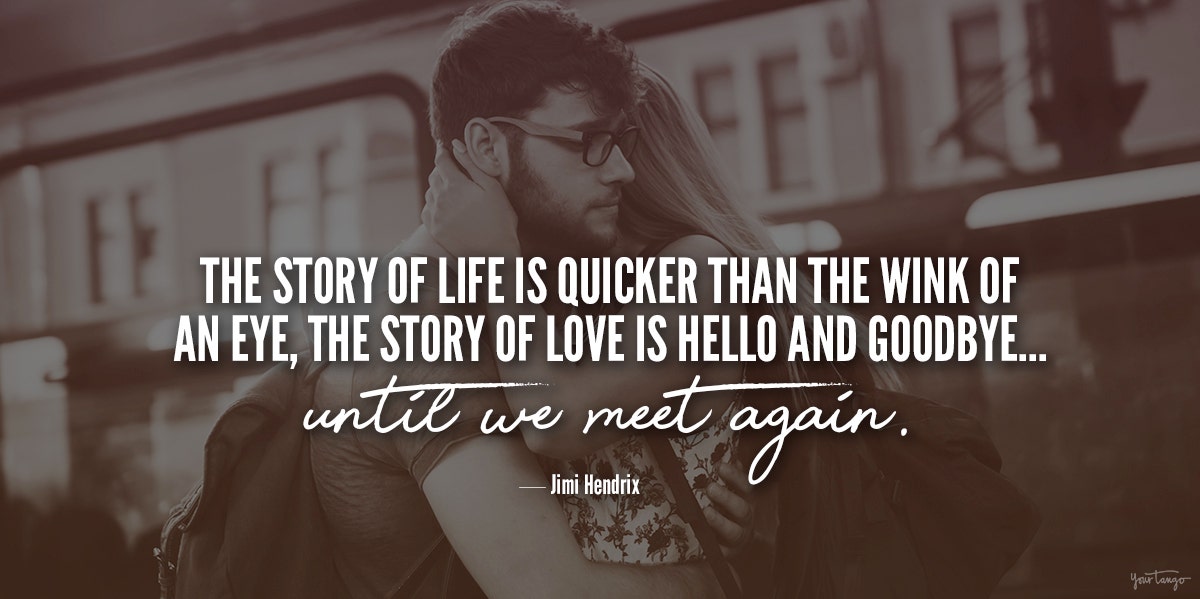 THE STORY OF LIFE IS QUICKER THAN THE WINK OF
AN EYE, THE STORY OF LOVE IS HELLO AND GOODBYE...
until we meet again.
— Jimi Hendrix
YourTango